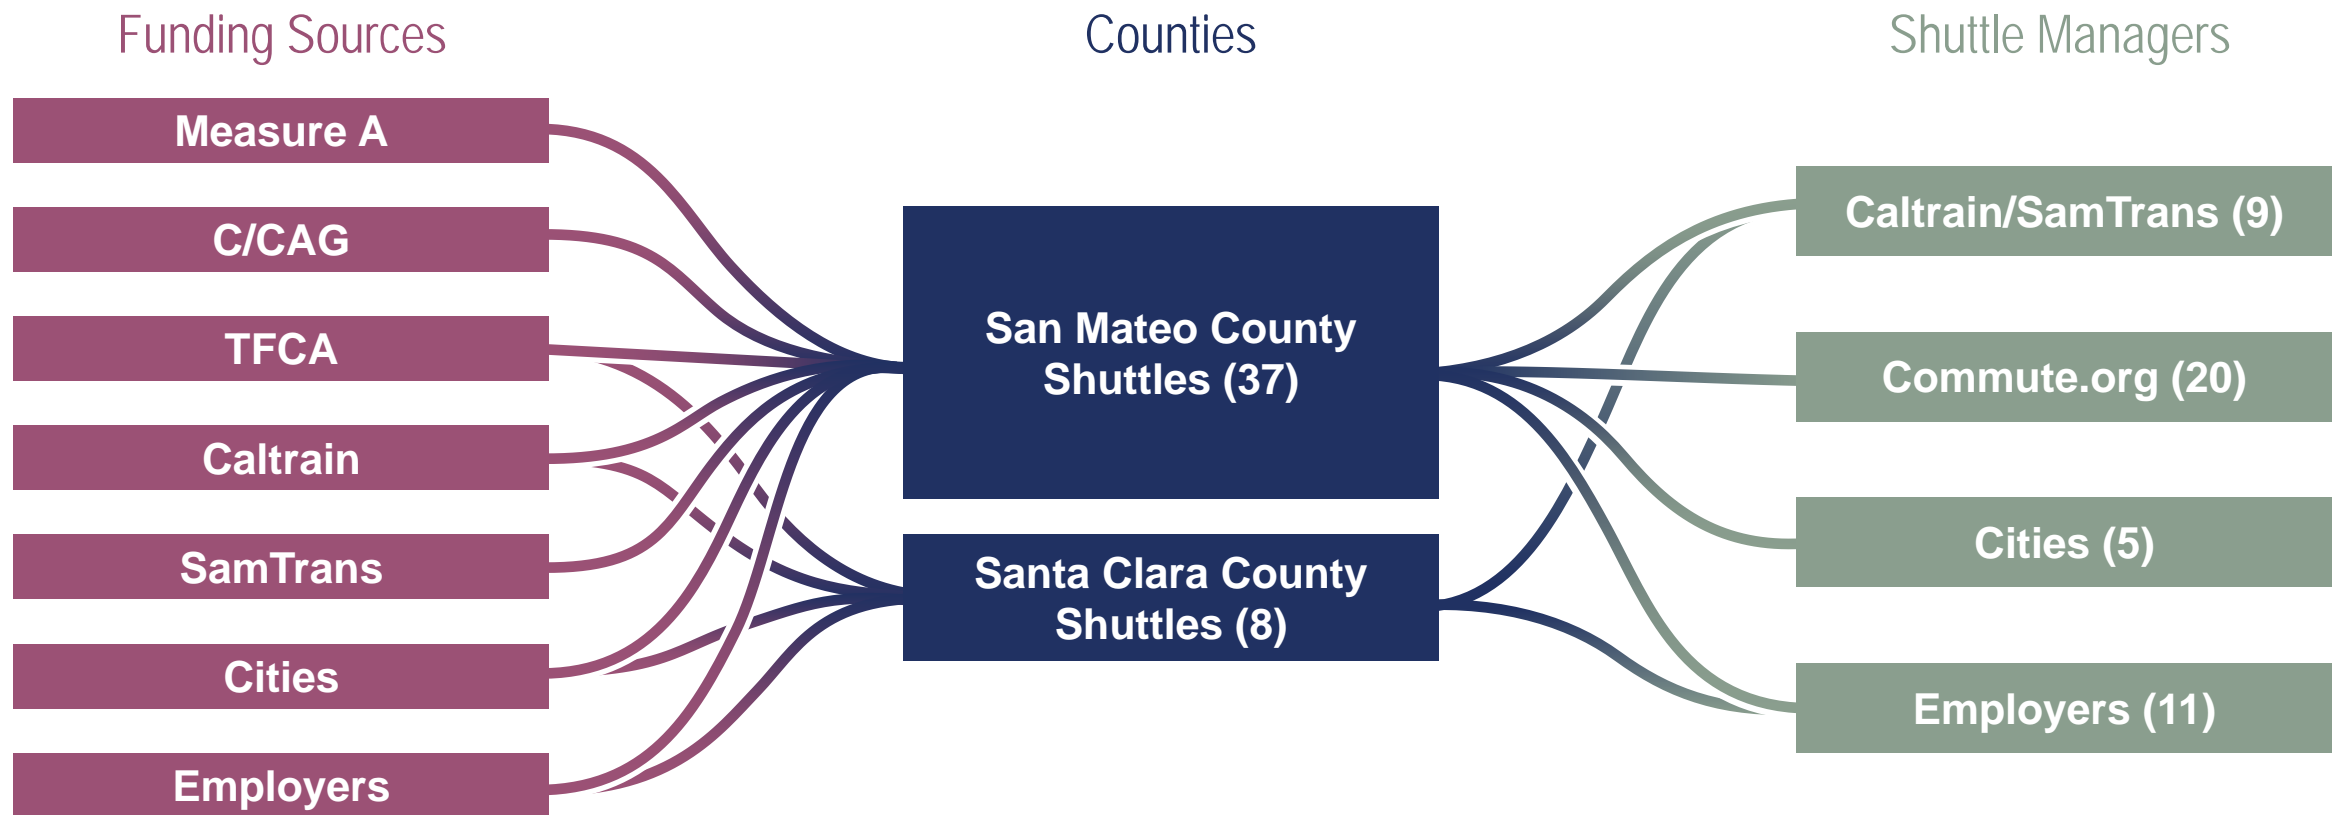 Funding Sources
Counties
Shuttle Managers
Measure A
C/CAG
TFCA
Caltrain
SamTrans
Cities
Employers
San Mateo County
Shuttles (37)
Santa Clara County
Shuttles (8)
Caltrain/SamTrans (9)
Commute.org (20)
Cities (5)
Employers (11)